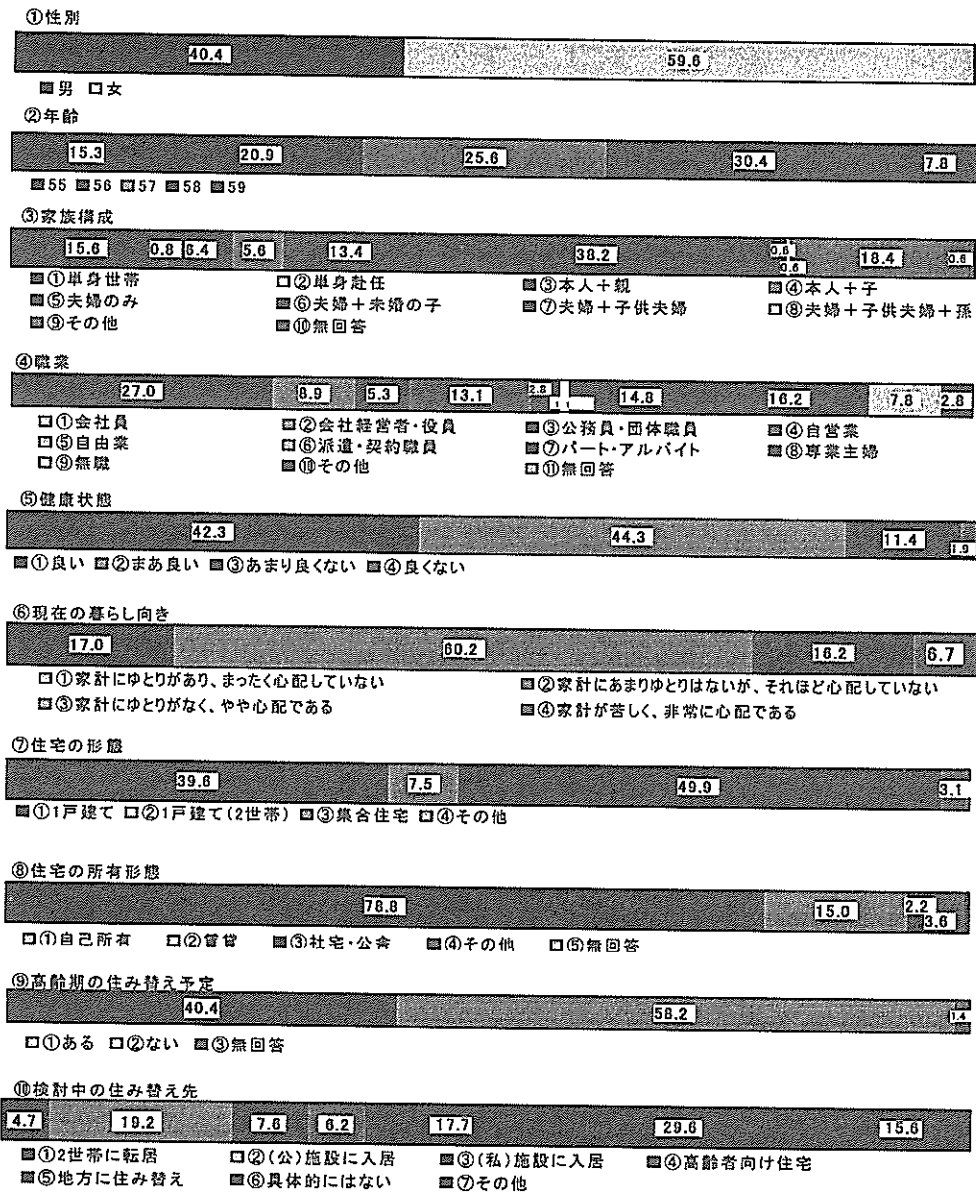 ①性別
40.4 59.6
■男 □女
②年齢
15.3 20.9 25.6 30.4 7.8
■55 ■56 □57 ■58 ■59
③家族構成
15.6 0.8 6.4 5.6 13.4 38.2 0.6 0.6 18.4 0.6
■①単身世帯 □②単身赴任 ■③本人+親 ■④本人+子
■⑤夫婦のみ ■⑥夫婦+未婚の子 ■⑦夫婦+子供夫婦 □⑧夫婦+子供夫婦+孫
■⑨その他 ■⑩無回答
④職業
27.0 8.9 5.3 13.1 2.8 14.8 16.2 7.8 2.8
□①会社員 □②会社経営者・役員 ■③公務員・団体職員 ■④自営業
□⑤自由業 □⑥派遣・契約職員 ■⑦パート・アルバイト ■⑧専業主婦
□⑨無職 ■⑩その他 □⑪無回答
⑤健康状態
42.3 44.3 11.4 1.9
■①良い □②まあ良い ■③あまり良くない ■④良くない
⑥現在の暮らし向き
17.0 60.2 16.2 6.7
□①家計にゆとりがあり、まったく心配していない ■②家計にあまりゆとりはないが、それほど心配していない
□③家計にゆとりがなく、やや心配である ■④家計が苦しく、非常に心配である
⑦住宅の形態
39.6 7.5 49.9 3.1
■①1戸建て □②1戸建て(2世帯) ■③集合住宅 □④その他
⑧住宅の所有形態
78.8 15.0 2.2 3.6
□①自己所有 □②賃貸 ■③社宅・公舎 ■④その他 □⑤無回答
⑨高齢期の住み替え予定
40.4 58.2 1.4
□①ある □②ない ■③無回答
⑩検討中の住み替え先
4.7 19.2 7.6 6.2 17.7 29.6 15.6
■①2世帯に転居 □②(公)施設に入居 ■③(私)施設に入居 ■④高齢者向け住宅
■⑤地方に住み替え ■⑥具体的にはない ■⑦その他